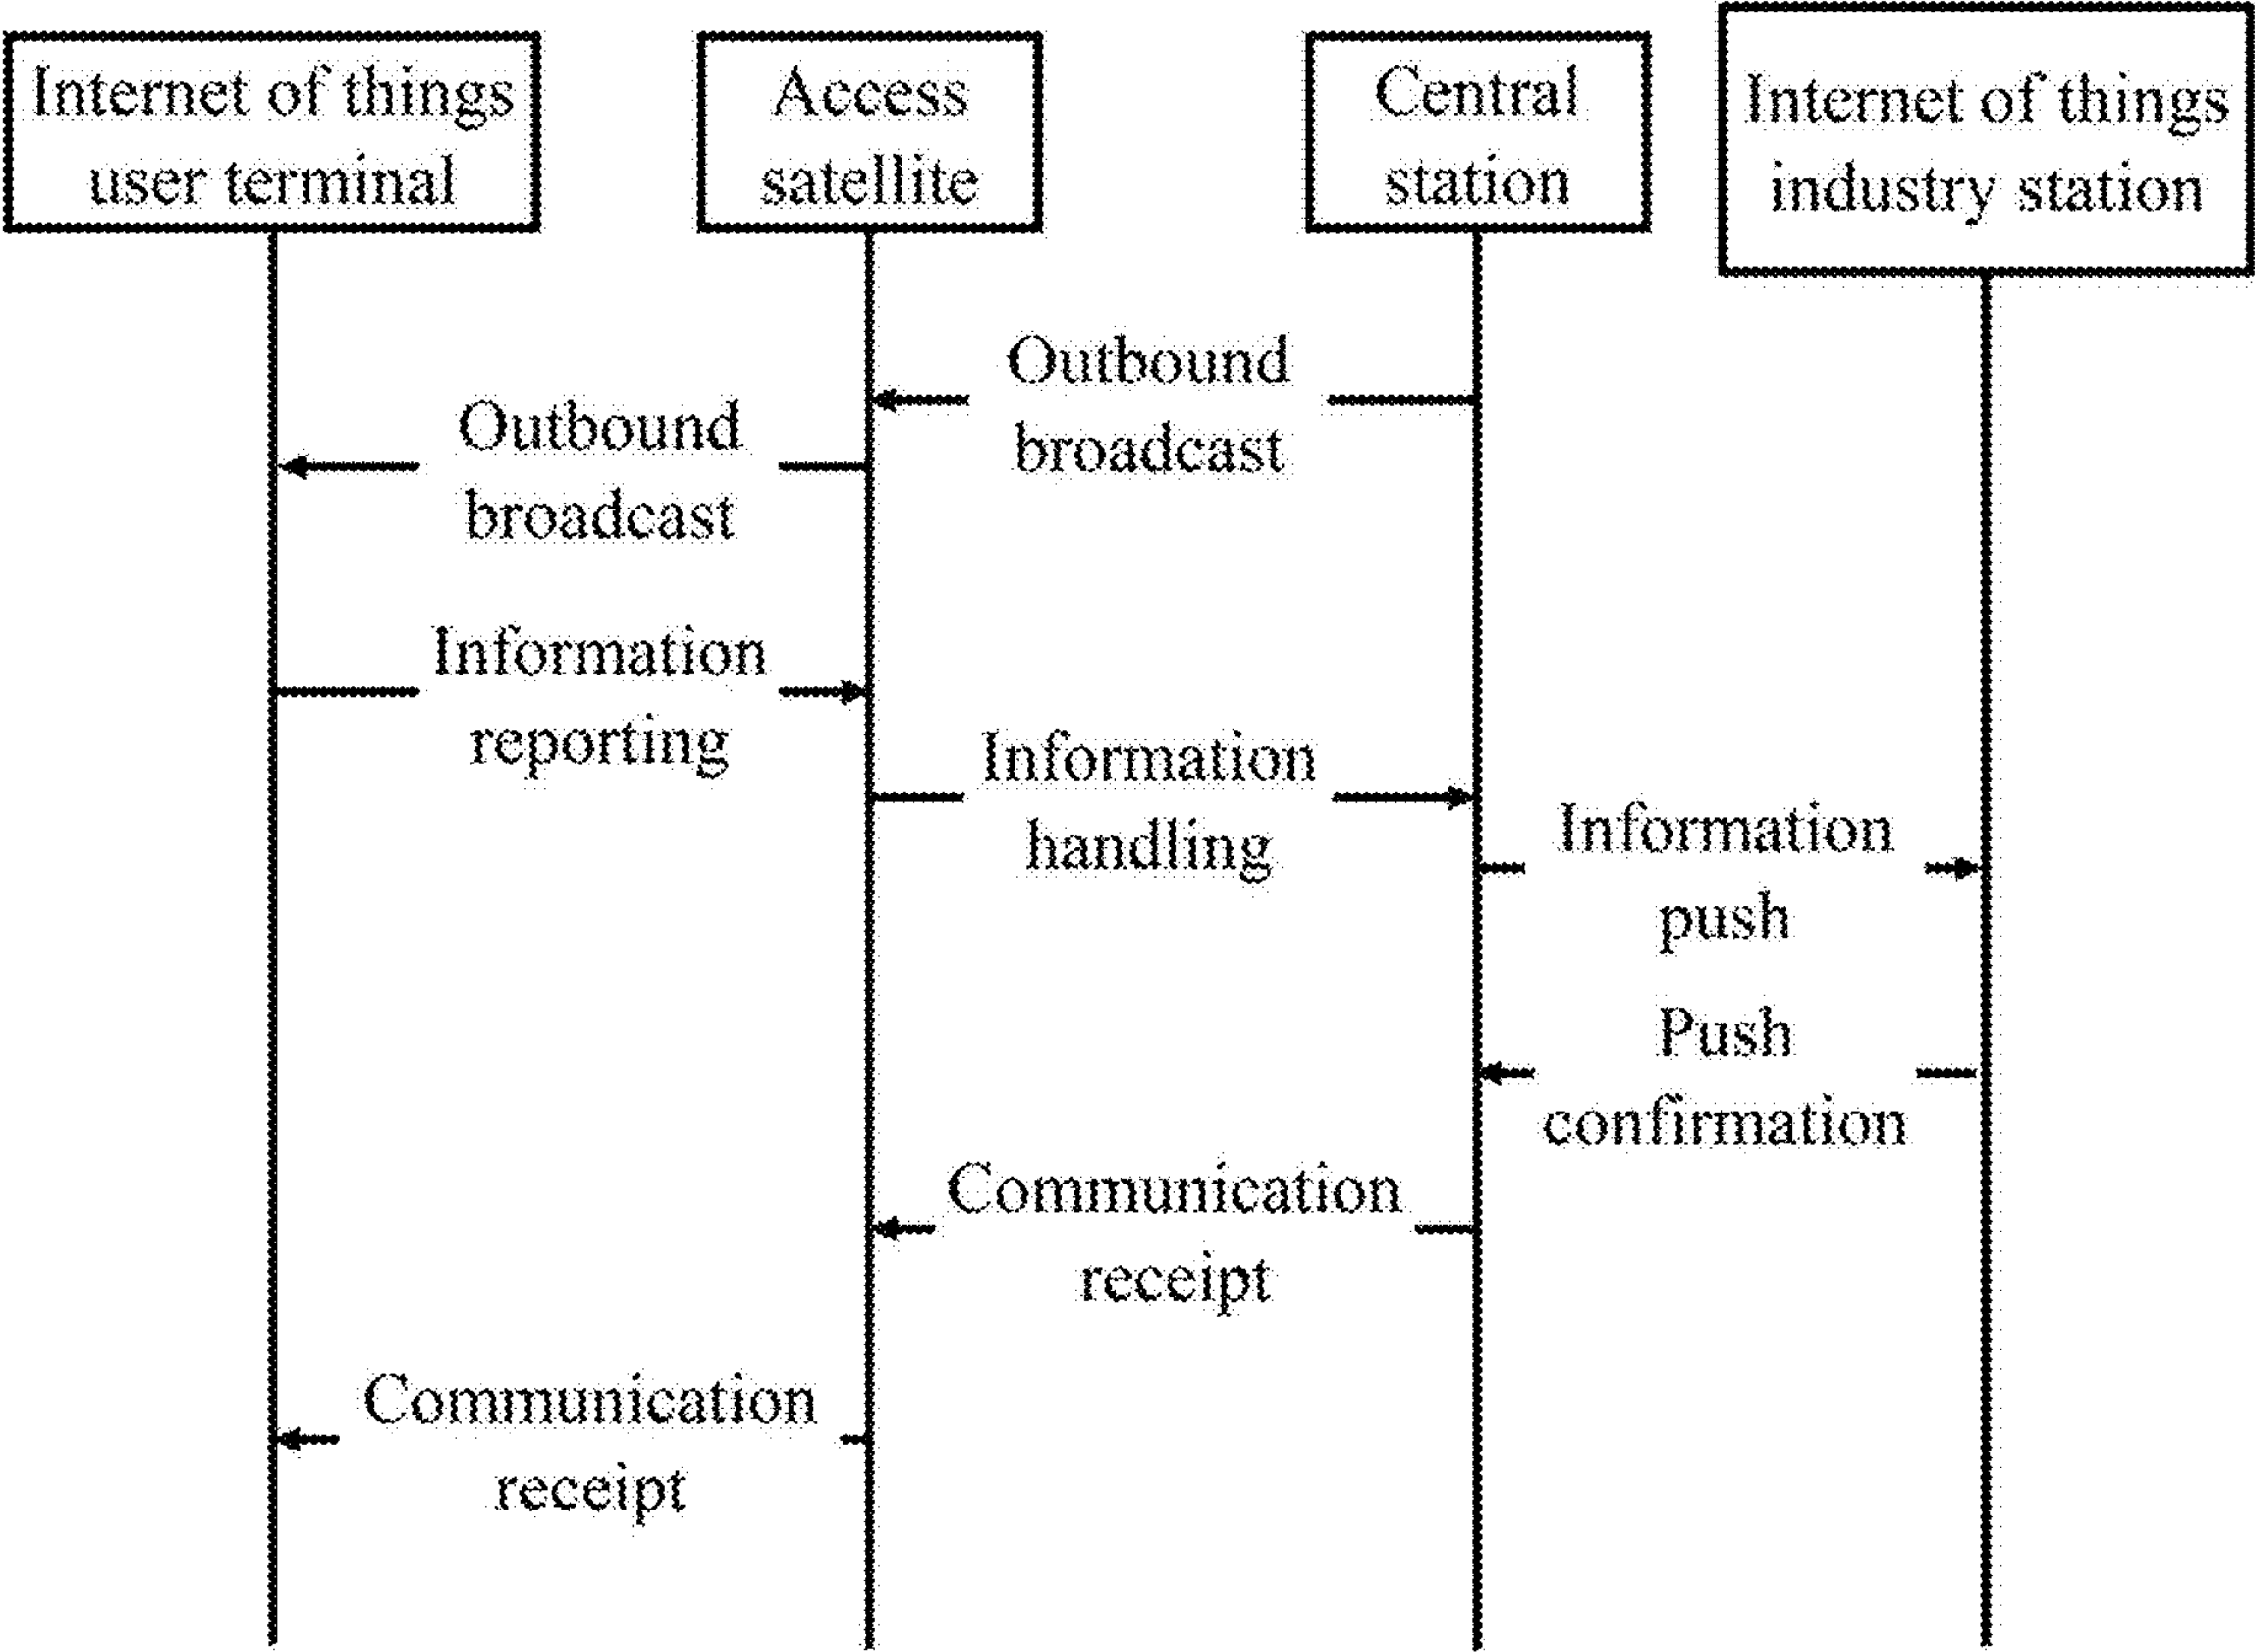 Internet of things
user terminal
Access
satellite
Central
station
Internet of things
industry station
Outbound
broadcast
Outbound
broadcast
Information
reporting
Information
handling
Information
push
Push
confirmation
Communication
receipt
Communication
receipt